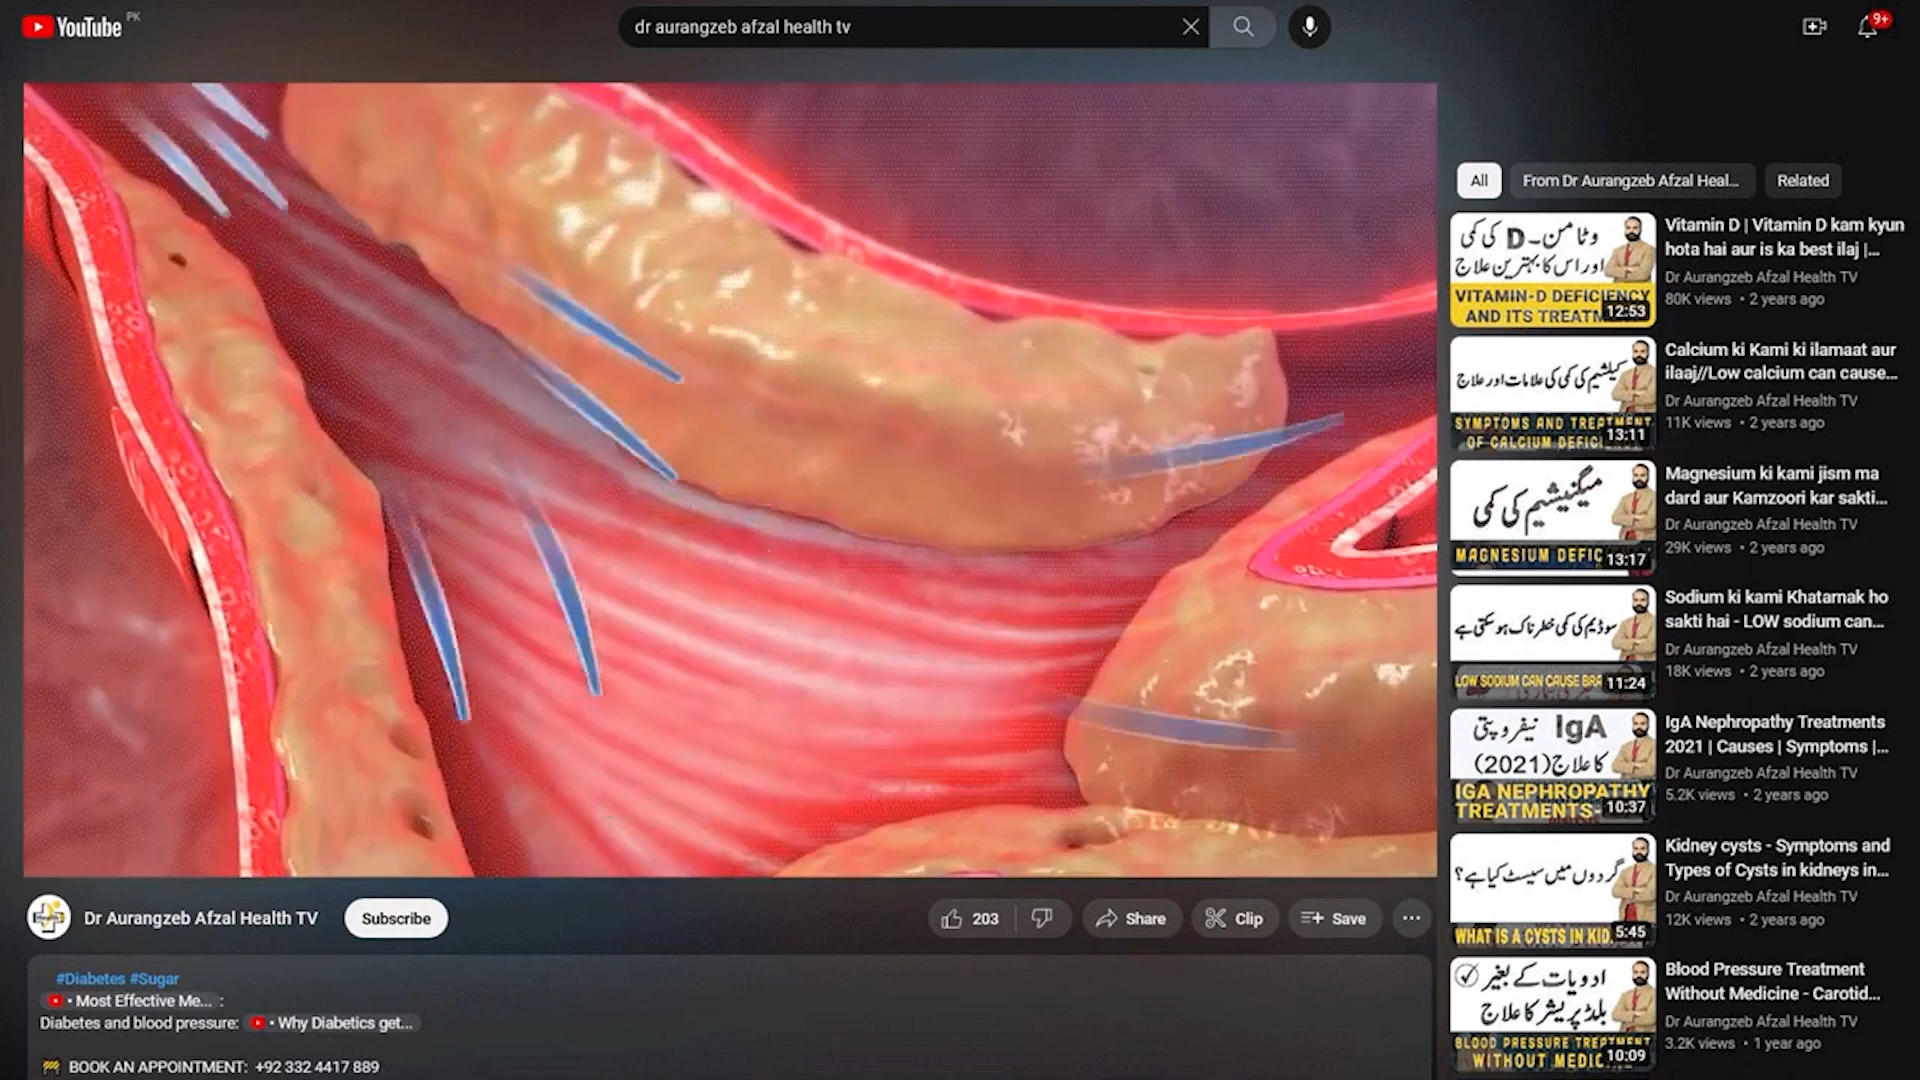 YouTube PK
dr aurangzeb afzal health tv
9+
All
From Dr Aurangzeb Afzal Heal...
Related
وٹامن-D کی کمی
اور اس کا بہترین علاج
VITAMIN-D DEFICIENCY
AND ITS TREATM
12:53
Vitamin D | Vitamin D kam kyun
hota hai aur is ka best ilaj |...
Dr Aurangzeb Afzal Health TV
80K views • 2 years ago
کیلشیم کی کمی کی علامات اور علاج
SYMPTOMS AND TREATMENT
OF CALCIUM DEFICI
13:11
Calcium ki Kami ki ilamaat aur
ilaaj//Low calcium can cause...
Dr Aurangzeb Afzal Health TV
11K views • 2 years ago
میگنیشیم کی کمی
MAGNESIUM DEFIC
13:17
Magnesium ki kami jism ma
dard aur Kamzoori kar sakti...
Dr Aurangzeb Afzal Health TV
29K views • 2 years ago
سوڈیم کی کمی خطرناک ہو سکتی ہے
LOW SODIUM CAN CAUSE BRA
11:24
Sodium ki kami Khatarnak ho
sakti hai - LOW sodium can...
Dr Aurangzeb Afzal Health TV
18K views • 2 years ago
IgA نیفروپتی
کا علاج(2021)
IGA NEPHROPATHY
TREATMENTS-
10:37
IgA Nephropathy Treatments
2021 | Causes | Symptoms |...
Dr Aurangzeb Afzal Health TV
5.2K views • 2 years ago
گردوں میں سیسٹ کیا ہے؟
WHAT IS A CYSTS IN KID
5:45
Kidney cysts - Symptoms and
Types of Cysts in kidneys in...
Dr Aurangzeb Afzal Health TV
12K views • 2 years ago
ادویات کے بغیر
بلڈ پریشر کا علاج
BLOOD PRESSURE TREATMENT
WITHOUT MEDIC
10:09
Blood Pressure Treatment
Without Medicine - Carotid...
Dr Aurangzeb Afzal Health TV
3.2K views • 1 year ago
Dr Aurangzeb Afzal Health TV
Subscribe
203
Share
Clip
Save
#Diabetes #Sugar
• Most Effective Me... :
Diabetes and blood pressure: • Why Diabetics get...
BOOK AN APPOINTMENT: +92 332 4417 889